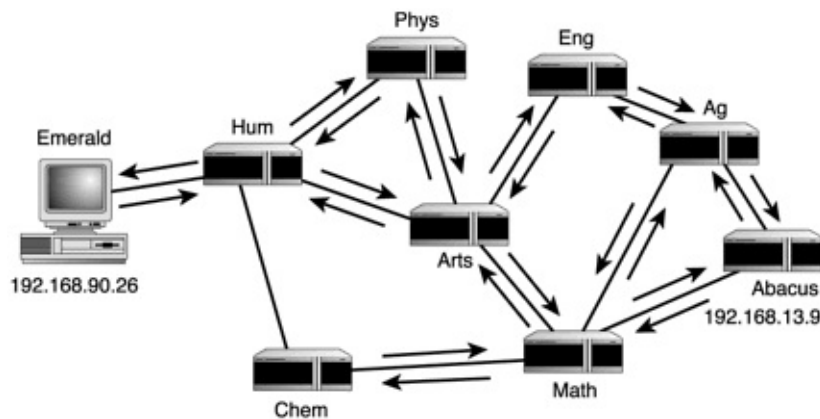 Phys
Eng
Ag
Hum
Emerald
Arts
192.168.90.26
Abacus
192.168.13.9
Math
Chem